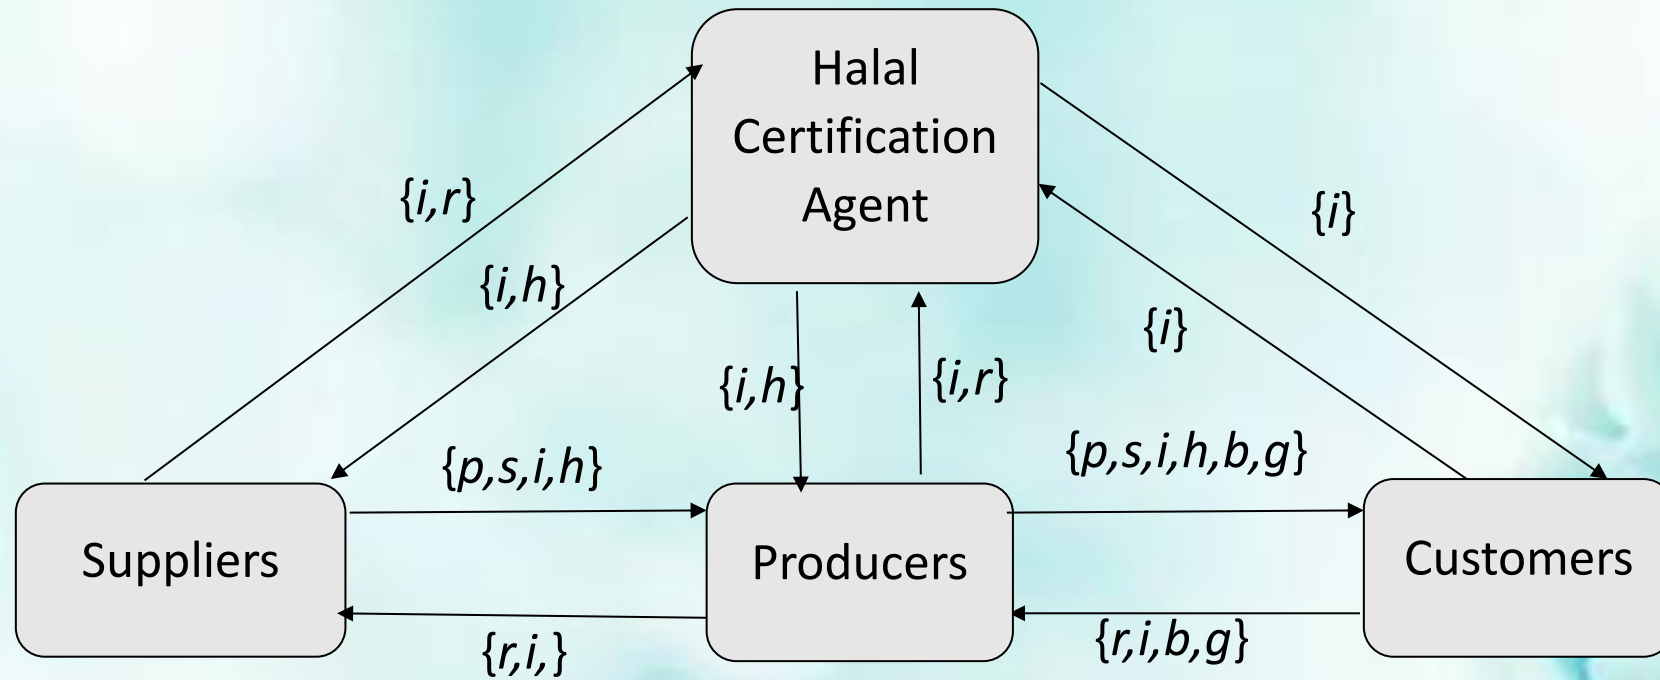 Halal
Certification
Agent
{i,r}
{i}
{i,h}
{i}
{i,h}
{i,r}
{p,s,i,h}
{p,s,i,h,b,g}
Suppliers
Producers
Customers
{r,i,}
{r,i,b,g}